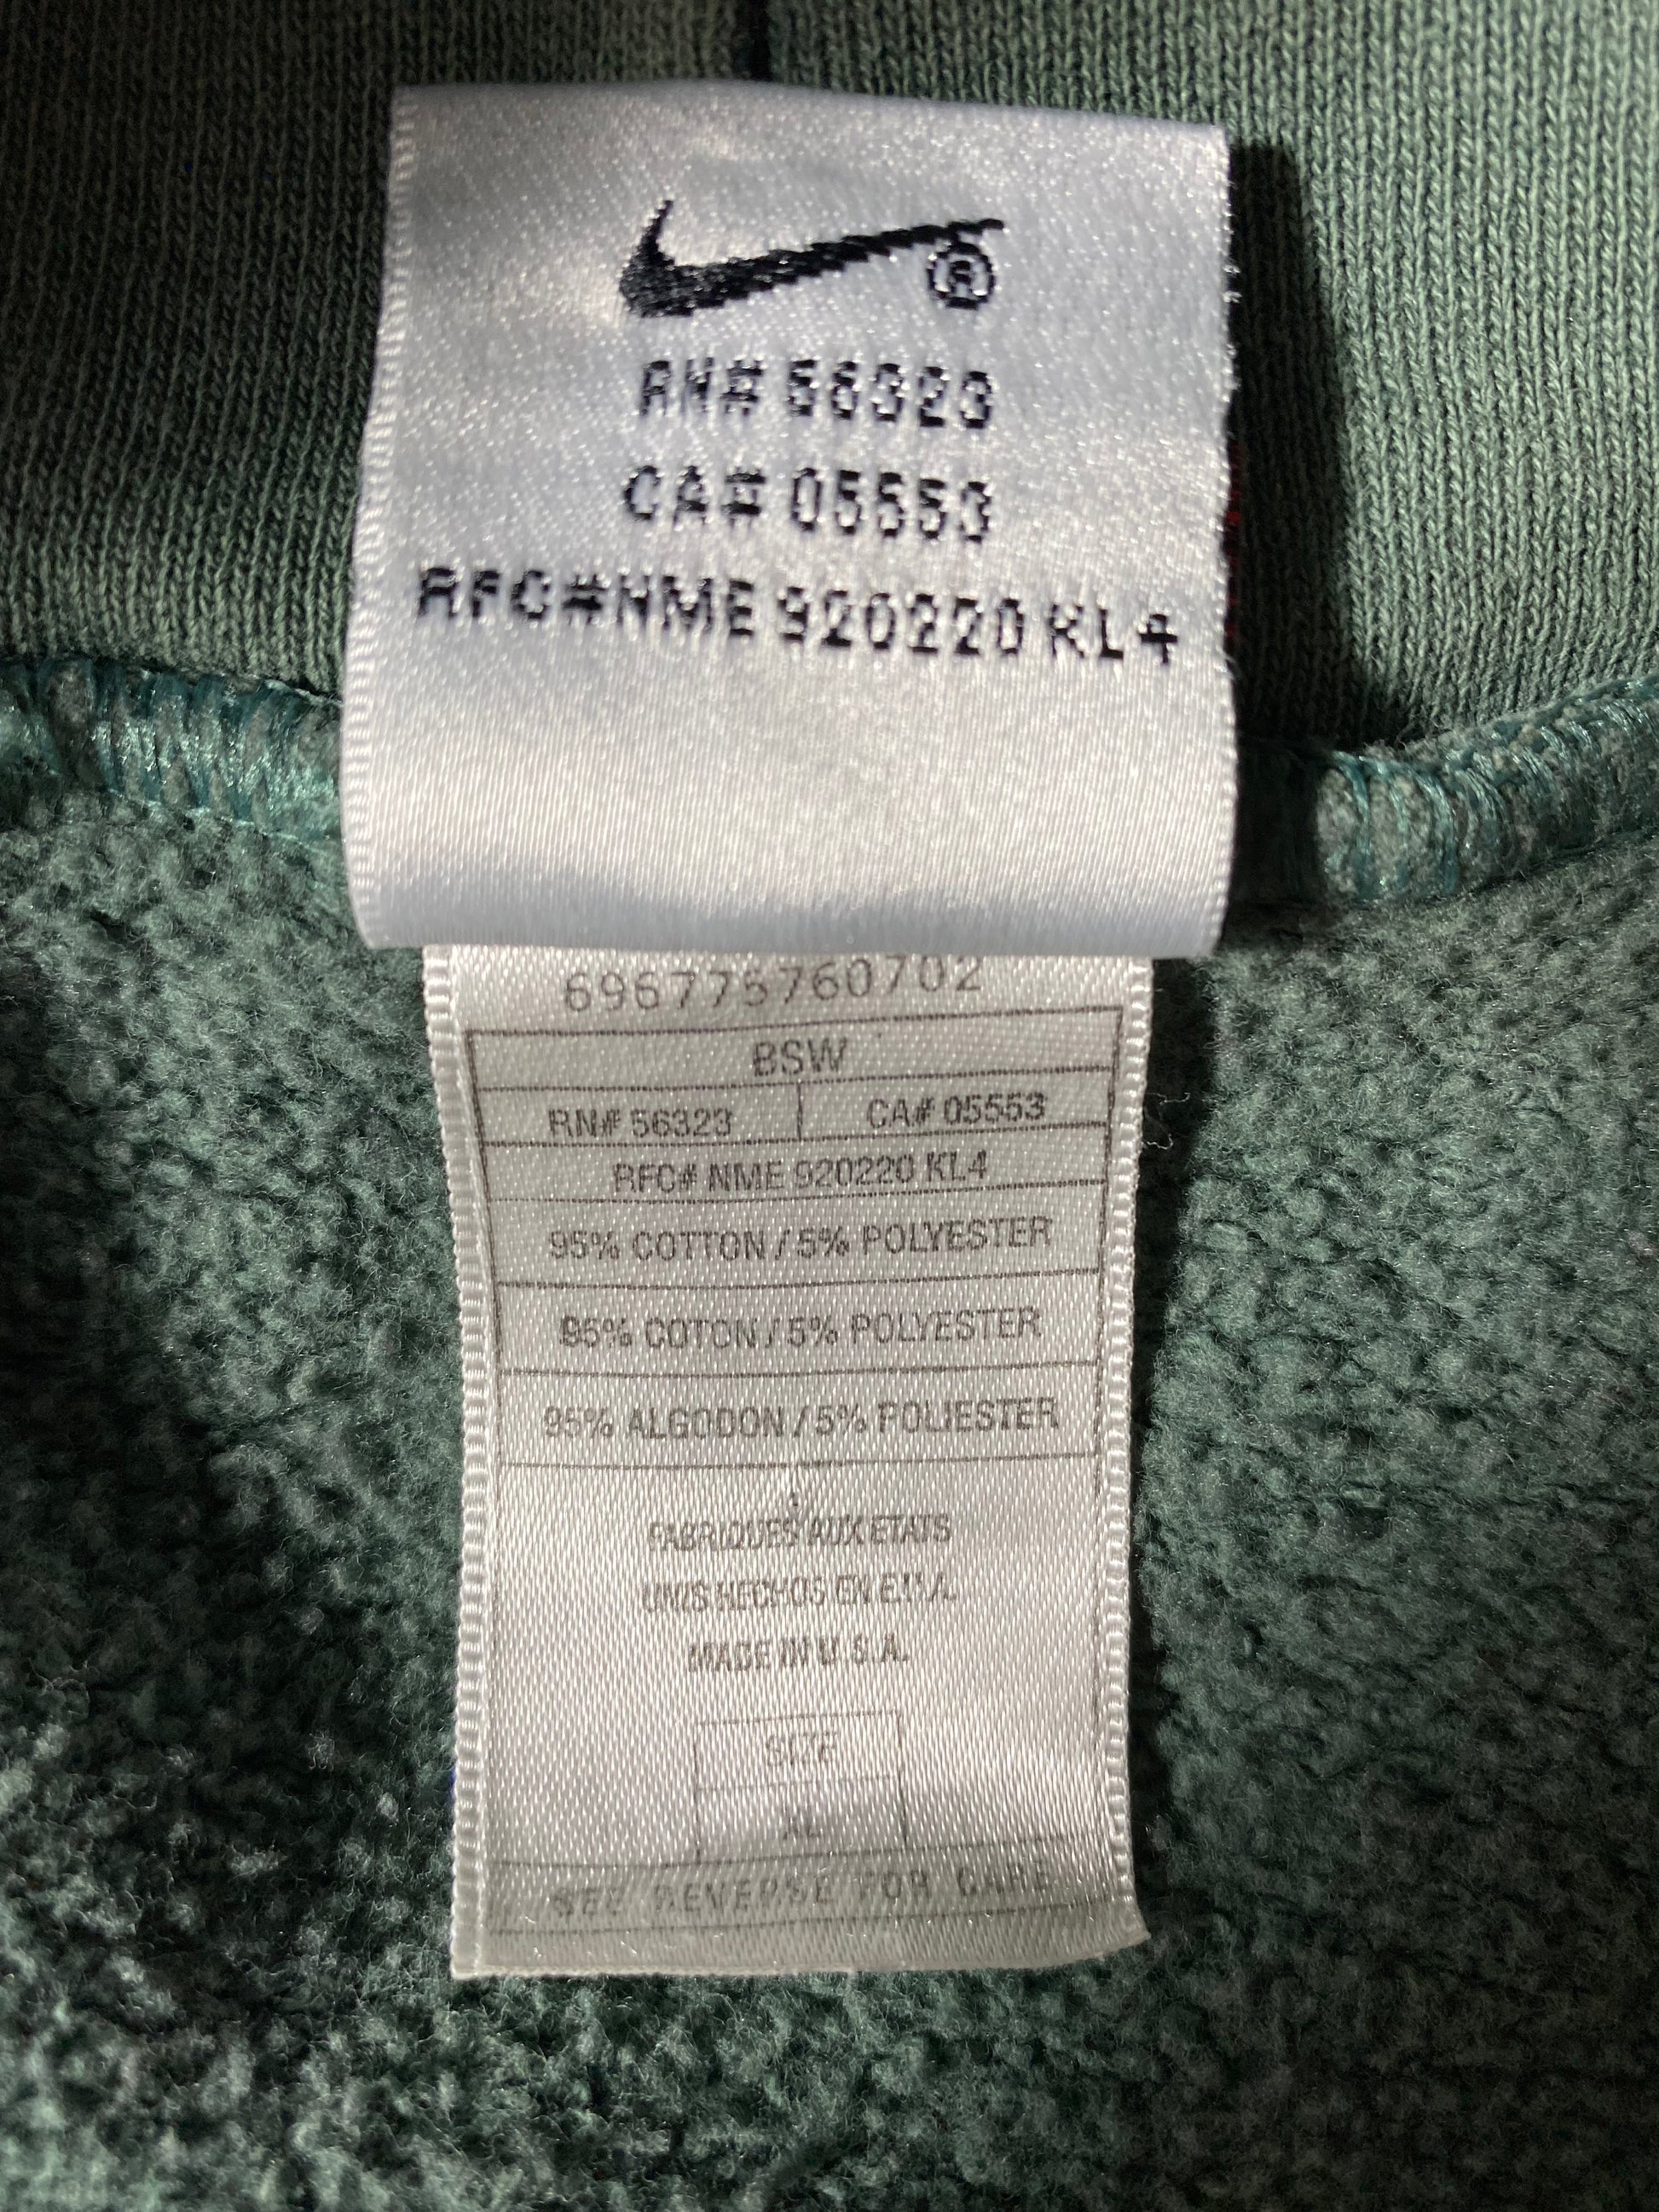 ®
RN# 56323
CA# 05553
RFC#NME 920220 KL4
696775760702
BSW
RN# 56323 CA# 05553
RFC# NME 920220 KL4
95% COTTON / 5% POLYESTER
95% COTON / 5% POLYESTER
95% ALGODON / 5% POLIESTER
FABRIQUES AUX ETATS
UNIS HECHOS EN E.U.A.
MADE IN U.S.A.
SIZE
XL
SEE REVERSE FOR CARE